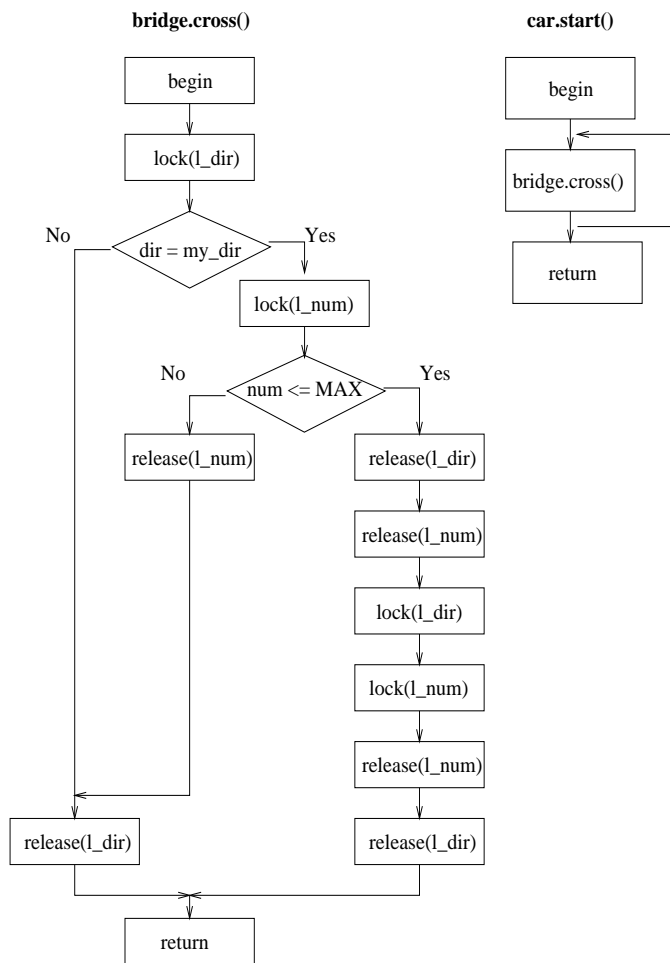 bridge.cross()
car.start()
begin
begin
lock(l_dir)
bridge.cross()
No
dir = my_dir
Yes
return
lock(l_num)
No
num <= MAX
Yes
release(l_num)
release(l_dir)
release(l_num)
lock(l_dir)
lock(l_num)
release(l_num)
release(l_dir)
release(l_dir)
return